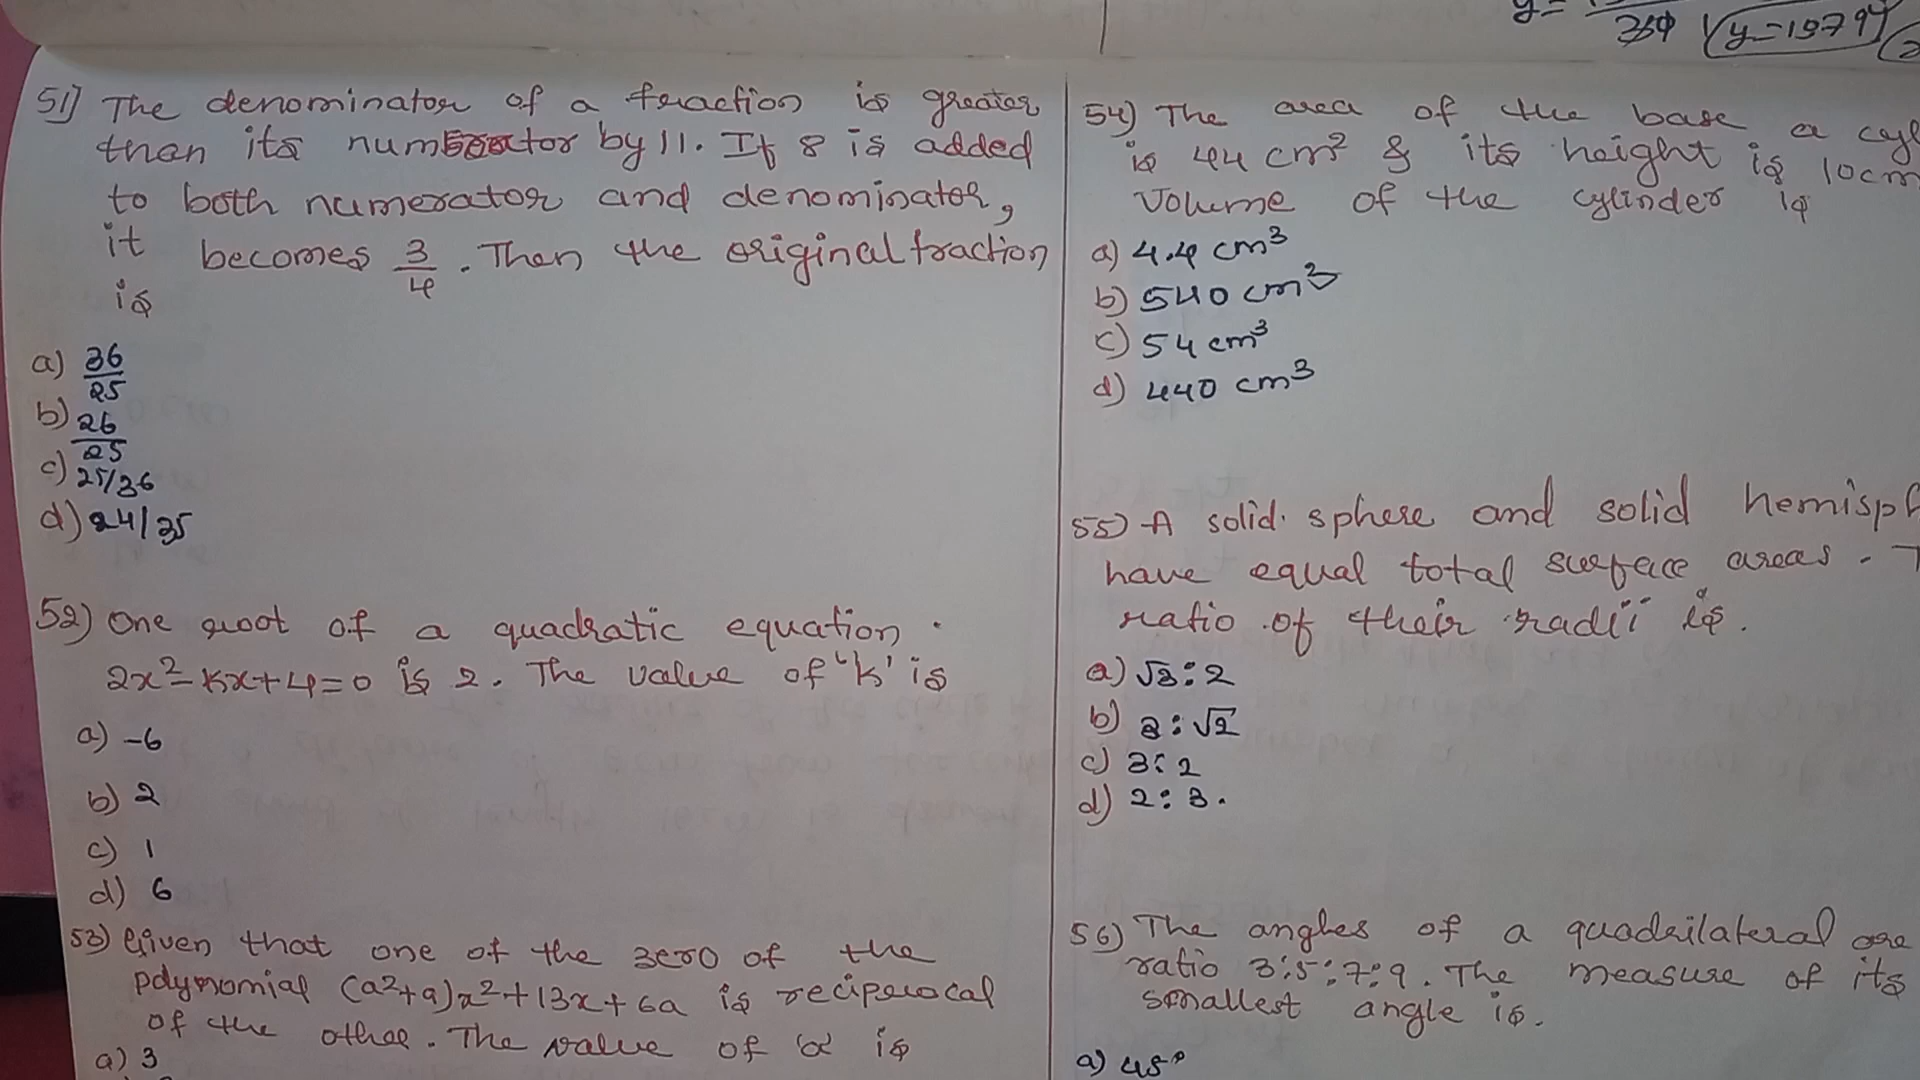 y=
354
y=15794
51) The denominator of a fraction is greater
than its numerator by 11. If 8 is added
to both numerator and denominator,
it becomes 3/4. Then the original fraction
is
a) 36/25
b) 26/25
c) 25/36
d) 24/35
52) One root of a quadratic equation
2x²-kx+4=0 is 2. The value of 'k' is
a) -6
b) 2
c) 1
d) 6
53) Given that one of the zero of the
polynomial (a²+9)x²+13x+6a is reciprocal
of the other. The value of 'a' is
a) 3
54) The area of the base a cyl
is 44 cm² & its height is 10cm
Volume of the cylinder is
a) 4.4 cm³
b) 540 cm³
c) 54 cm³
d) 440 cm³
55) A solid sphere and solid hemisph
have equal total surface areas. T
ratio of their radii is.
a) √3:2
b) 3:√2
c) 3:2
d) 2:3.
56) The angles of a quadrilateral are
ratio 3:5:7:9. The measure of its
smallest angle is.
a) 45°